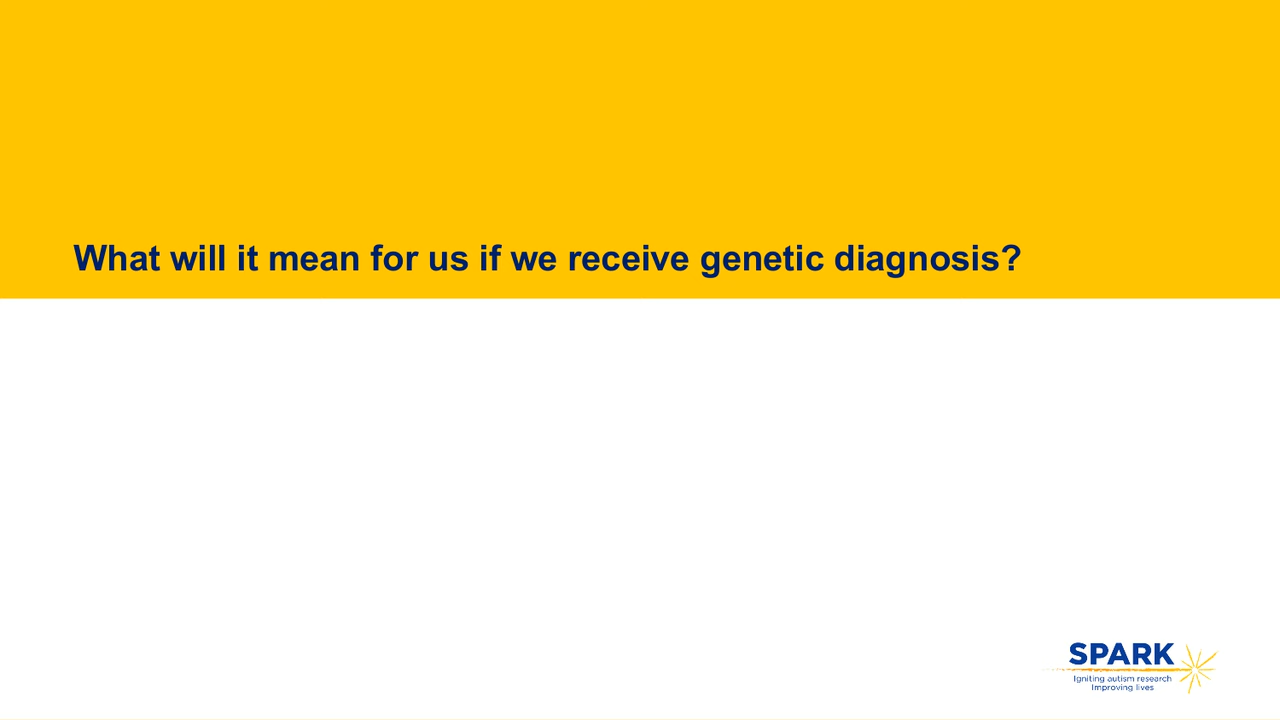 What will it mean for us if we receive genetic diagnosis?
SPARK
Igniting autism research
Improving lives